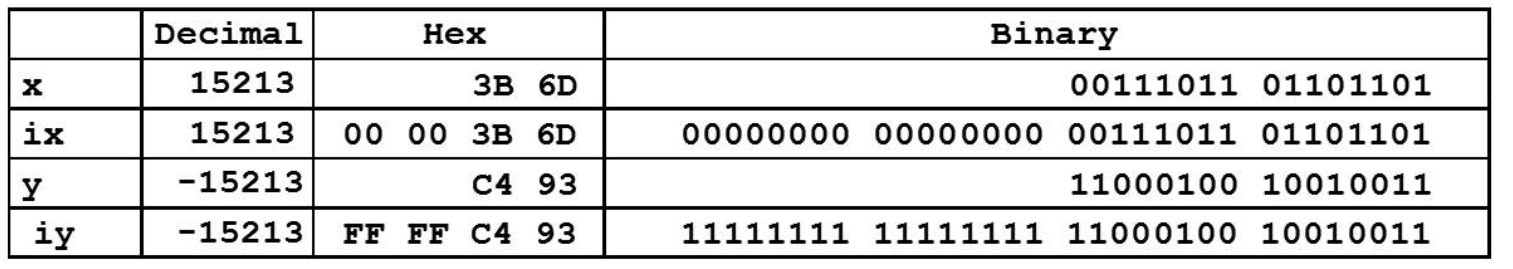 Decimal Hex Binary
x 15213 3B 6D 00111011 01101101
ix 15213 00 00 3B 6D 00000000 00000000 00111011 01101101
y -15213 C4 93 11000100 10010011
iy -15213 FF FF C4 93 11111111 11111111 11000100 10010011